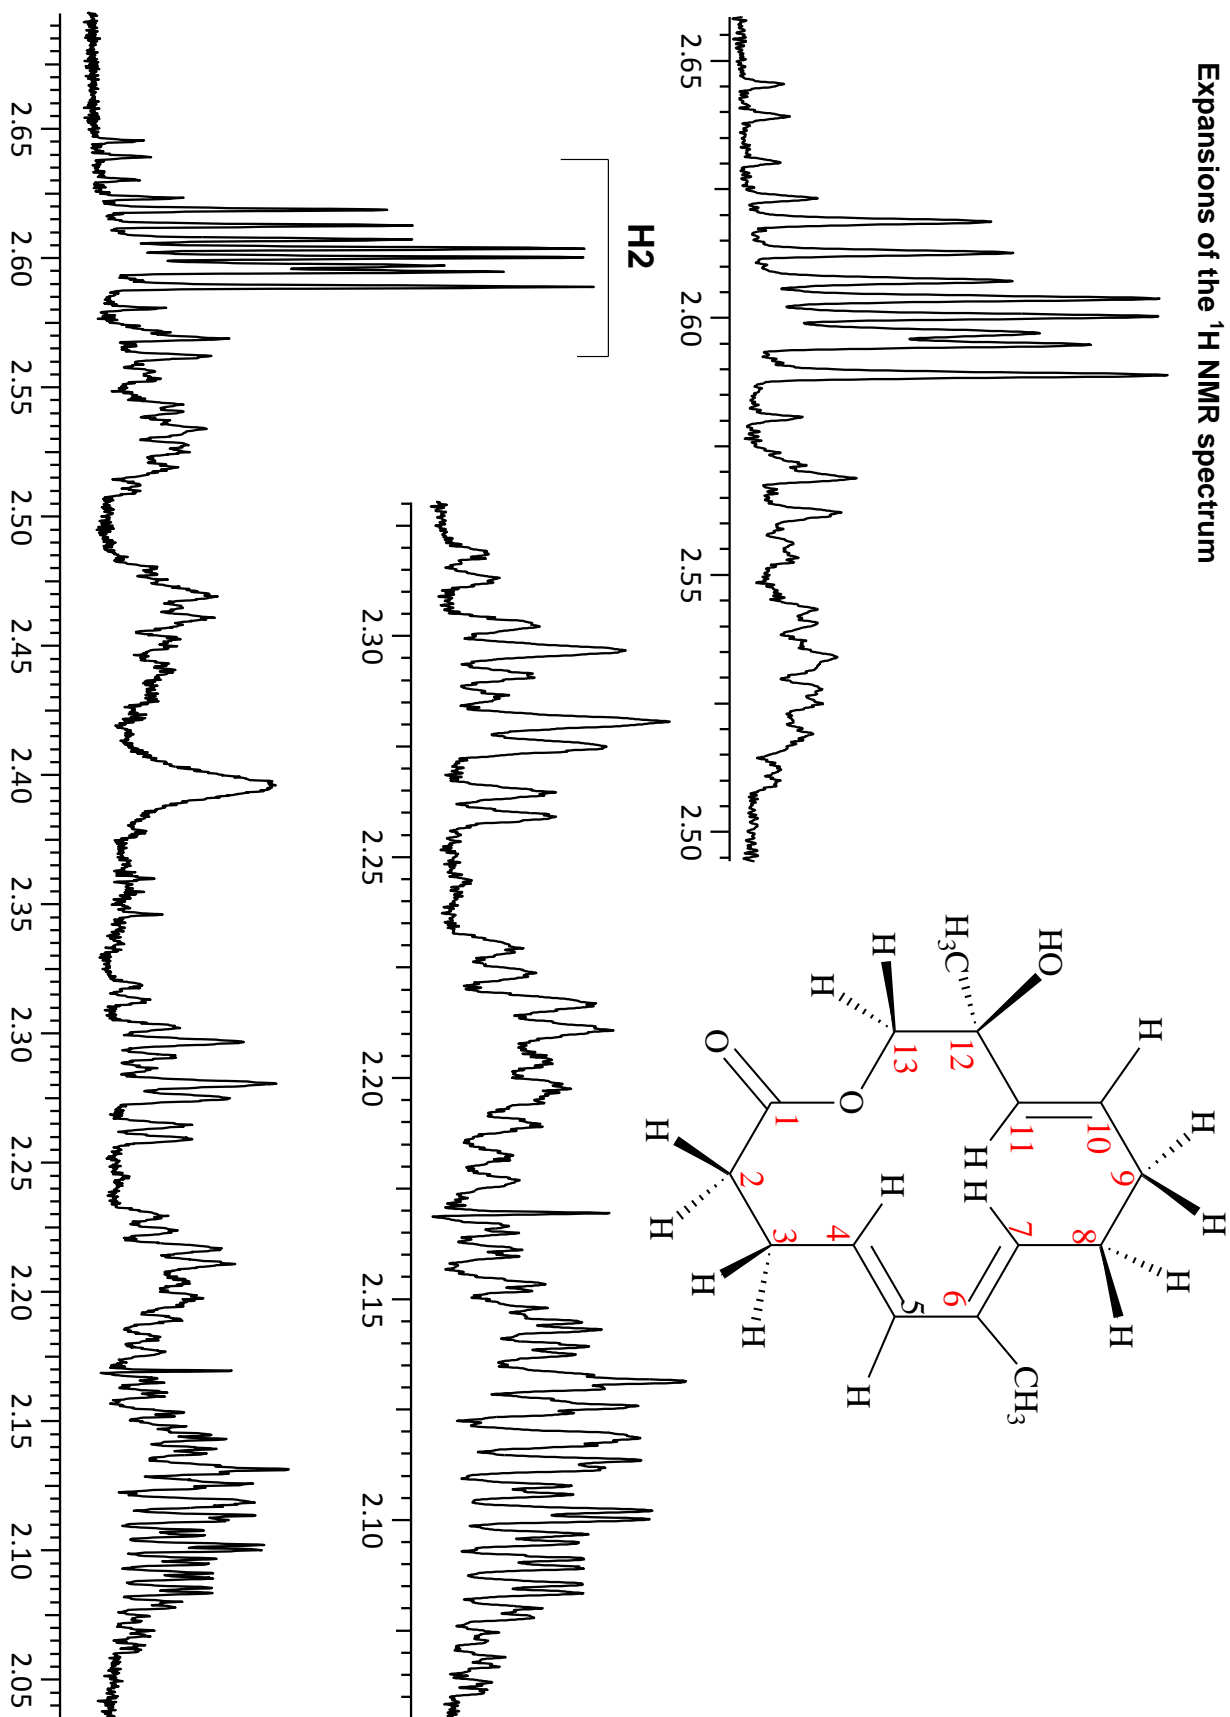 Expansions of the ¹H NMR spectrum
2.65
2.60
2.55
2.50
HO
H₃C
H
H
12
13
O
O
1
H
11
10
H
H
H
9
H
2
H
H
H
7
8
H
H
3
4
5
6
H
H
H
CH₃
2.30
2.25
2.20
2.15
2.10
H2
2.65
2.60
2.55
2.50
2.45
2.40
2.35
2.30
2.25
2.20
2.15
2.10
2.05